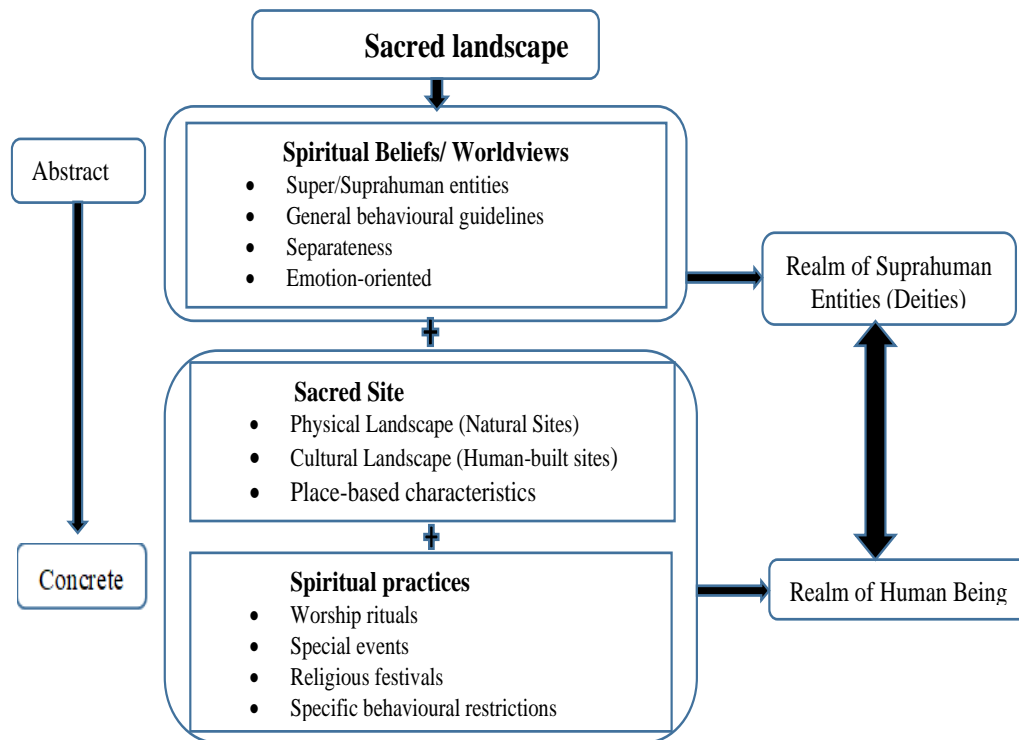 Sacred landscape
Abstract
Spiritual Beliefs/ Worldviews
• Super/Suprahuman entities
• General behavioural guidelines
• Separateness
• Emotion-oriented
Realm of Suprahuman
Entities (Deities)
Sacred Site
• Physical Landscape (Natural Sites)
• Cultural Landscape (Human-built sites)
• Place-based characteristics
Concrete
Spiritual practices
• Worship rituals
• Special events
• Religious festivals
• Specific behavioural restrictions
Realm of Human Being